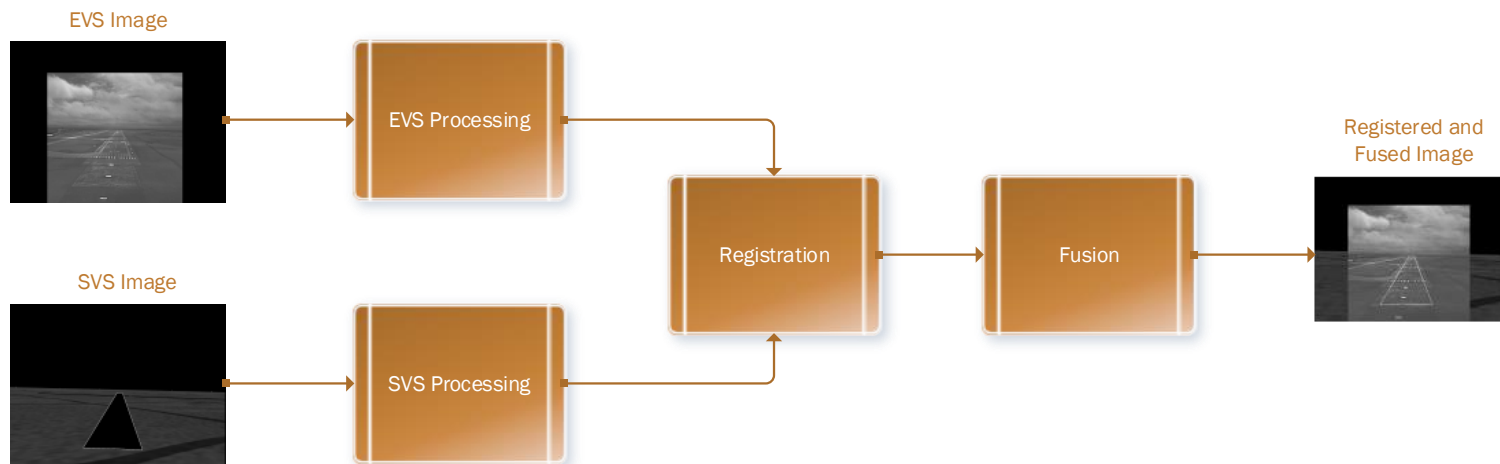 EVS Image
EVS Processing
Registered and
Fused Image
Registration
Fusion
SVS Image
SVS Processing